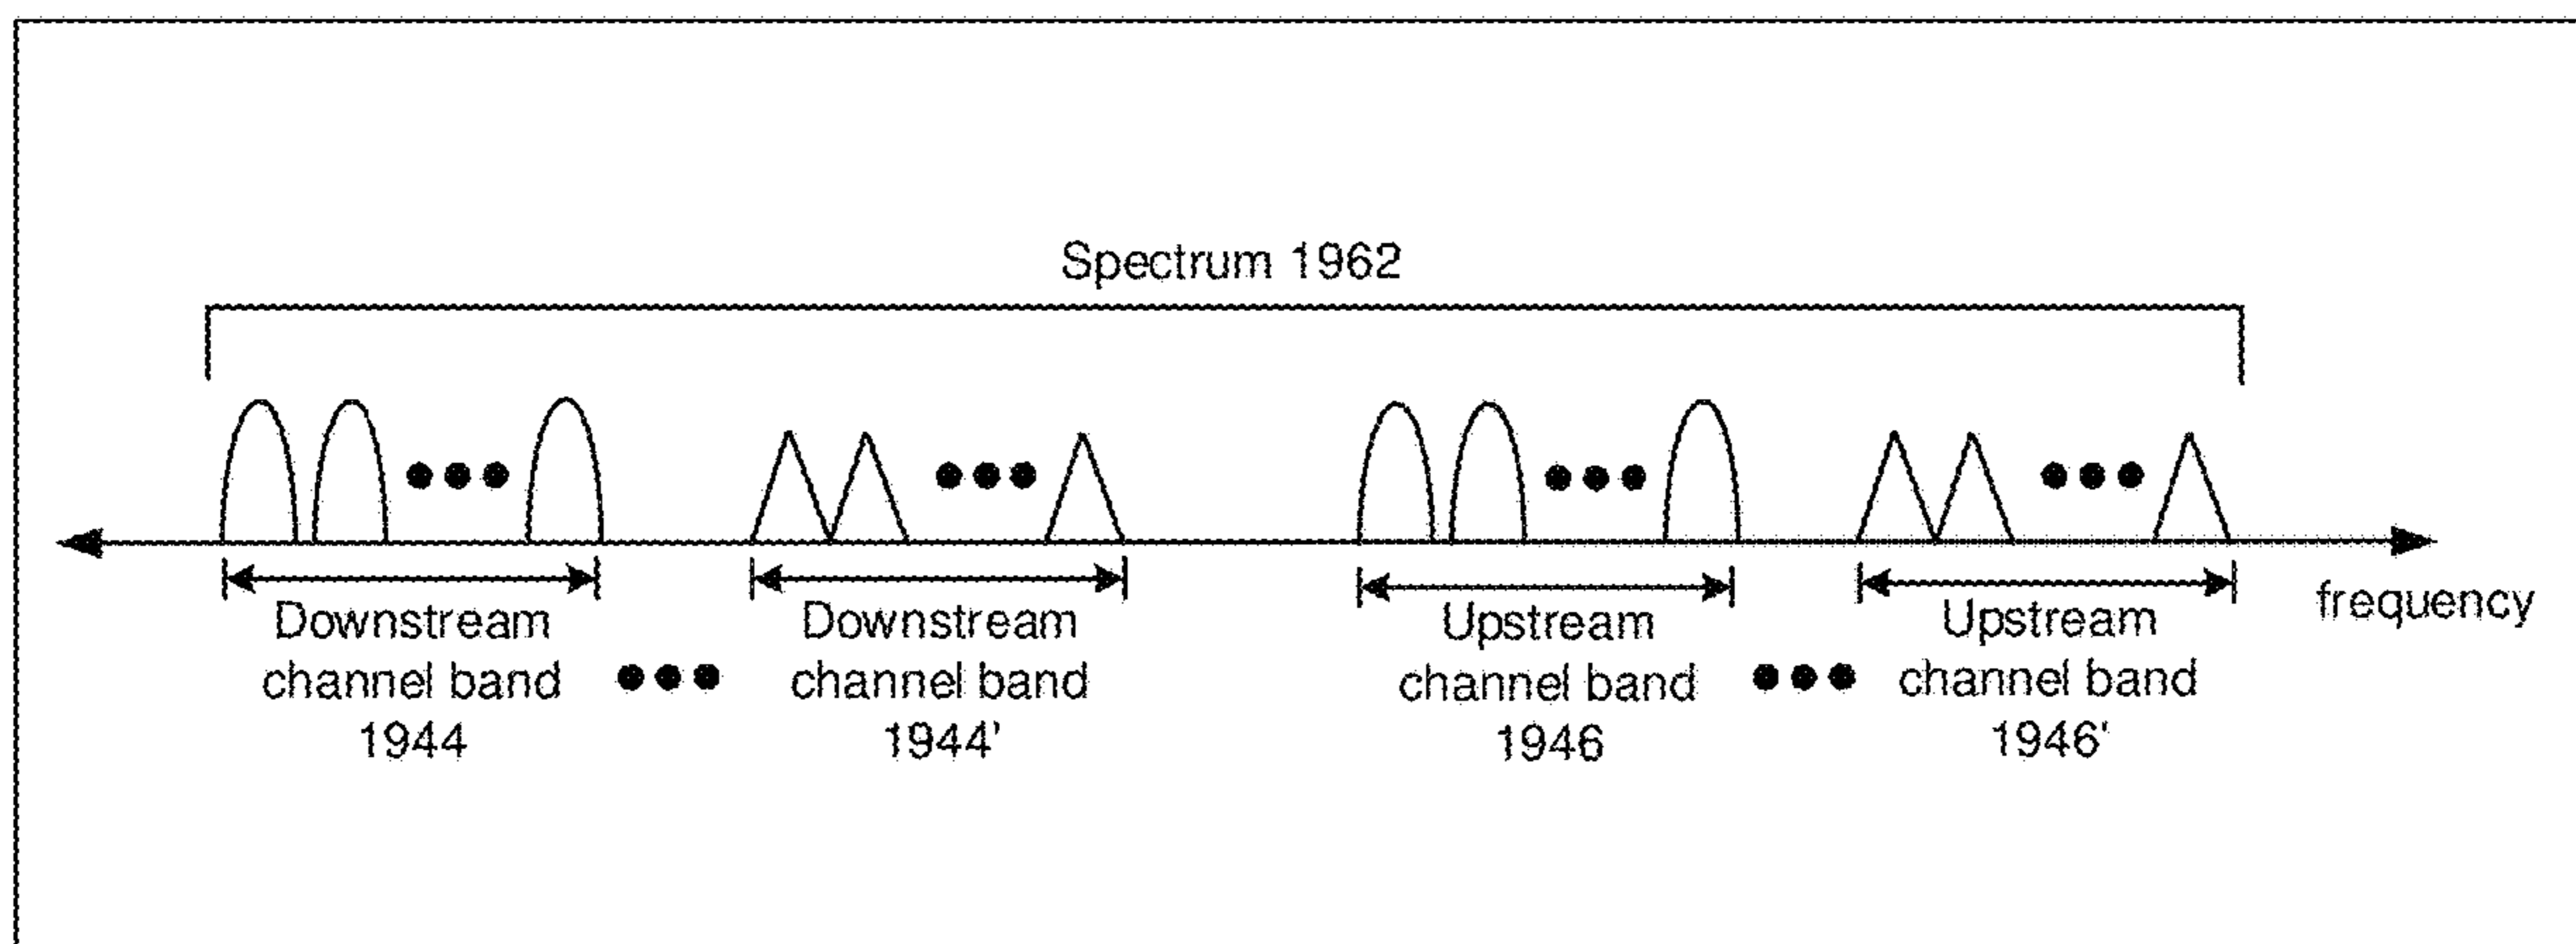 Spectrum 1962
Downstream
channel band
1944
Downstream
channel band
1944'
Upstream
channel band
1946
Upstream
channel band
1946'
frequency